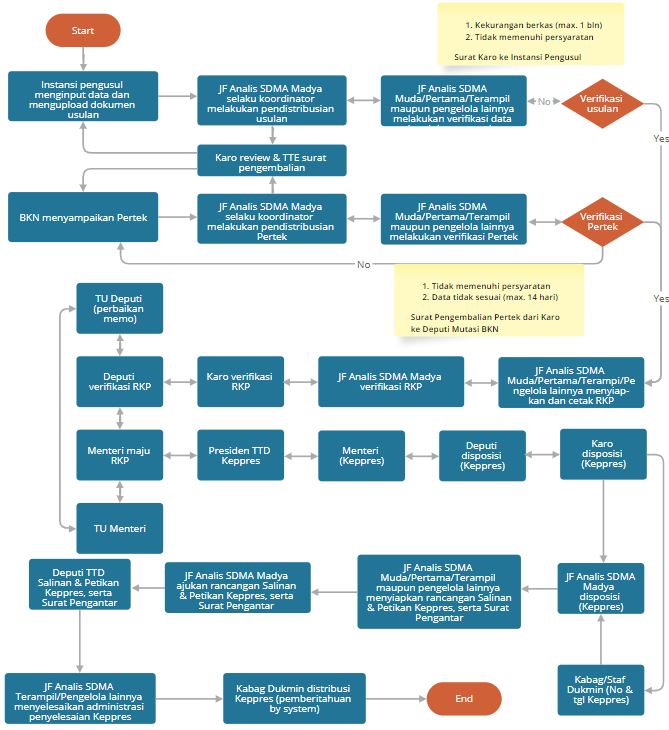 Start
1. Kekurangan berkas (max. 1 bln)
2. Tidak memenuhi persyaratan
Surat Karo ke Instansi Pengusul
Instansi pengusul
menginput data dan
mengupload dokumen
usulan
JF Analis SDMA Madya
selaku koordinator
melakukan pendistribusian
usulan
JF Analis SDMA
Muda/Pertama/Terampil
maupun pengelola lainnya
melakukan verifikasi data
No
Verifikasi
usulan
Yes
Karo review & TTE surat
pengembalian
BKN menyampaikan Pertek
JF Analis SDMA Madya
selaku koordinator
melakukan pendistribusian
Pertek
JF Analis SDMA
Muda/Pertama/Terampil
maupun pengelola lainnya
melakukan verifikasi Pertek
Verifikasi
Pertek
No
1. Tidak memenuhi persyaratan
2. Data tidak sesuai (max. 14 hari)
Surat Pengembalian Pertek dari Karo
ke Deputi Mutasi BKN
Yes
TU Deputi
(perbaikan
memo)
Deputi
verifikasi RKP
Karo verifikasi
RKP
JF Analis SDMA Madya
verifikasi RKP
JF Analis SDMA
Muda/Pertama/Terampi/Pe
ngelola lainnya menyiap-
kan dan cetak RKP
Menteri maju
RKP
Presiden TTD
Keppres
Menteri
(Keppres)
Deputi
disposisi
(Keppres)
Karo
disposisi
(Keppres)
TU Menteri
Deputi TTD
Salinan & Petikan
Keppres, serta
Surat Pengantar
JF Analis SDMA Madya
ajukan rancangan Salinan
& Petikan Keppres, serta
Surat Pangantar
JF Analis SDMA
Muda/Pertama/Terampil
maupun pengelola lainnya
menyiapkan rancangan Salinan
& Petikan Keppres, serta Surat
Pengantar
JF Analis SDMA
Madya
disposisi
(Keppres)
JF Analis SDMA
Terampil/Pengelola lainnya
menyelesaikan administrasi
penyelesaian Keppres
Kabag Dukmin distribusi
Keppres (pemberitahuan
by system)
End
Kabag/Staf
Dukmin (No &
tgl Keppres)